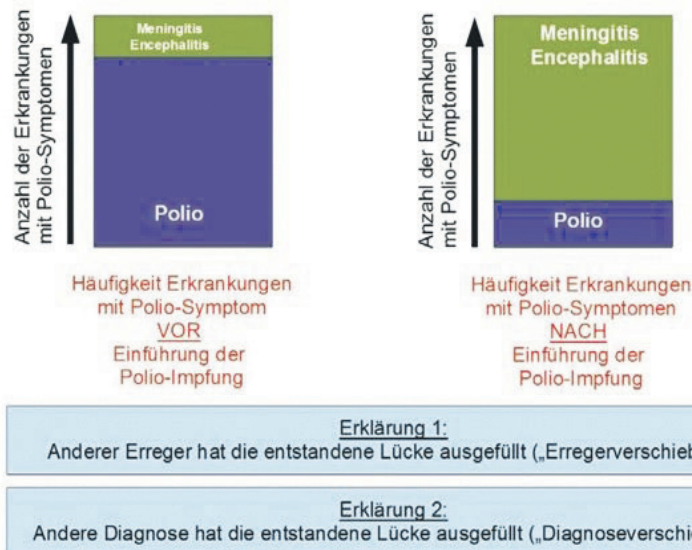 Anzahl der Erkrankungen
mit Polio-Symptomen
Meningitis
Encephalitis
Polio
Häufigkeit Erkrankungen
mit Polio-Symptom
VOR
Einführung der
Polio-Impfung
Anzahl der Erkrankungen
mit Polio-Symptomen
Meningitis
Encephalitis
Polio
Häufigkeit Erkrankungen
mit Polio-Symptomen
NACH
Einführung der
Polio-Impfung
Erklärung 1:
Anderer Erreger hat die entstandene Lücke ausgefüllt („Erregerverschieb
Erklärung 2:
Andere Diagnose hat die entstandene Lücke ausgefüllt („Diagnoseverschie